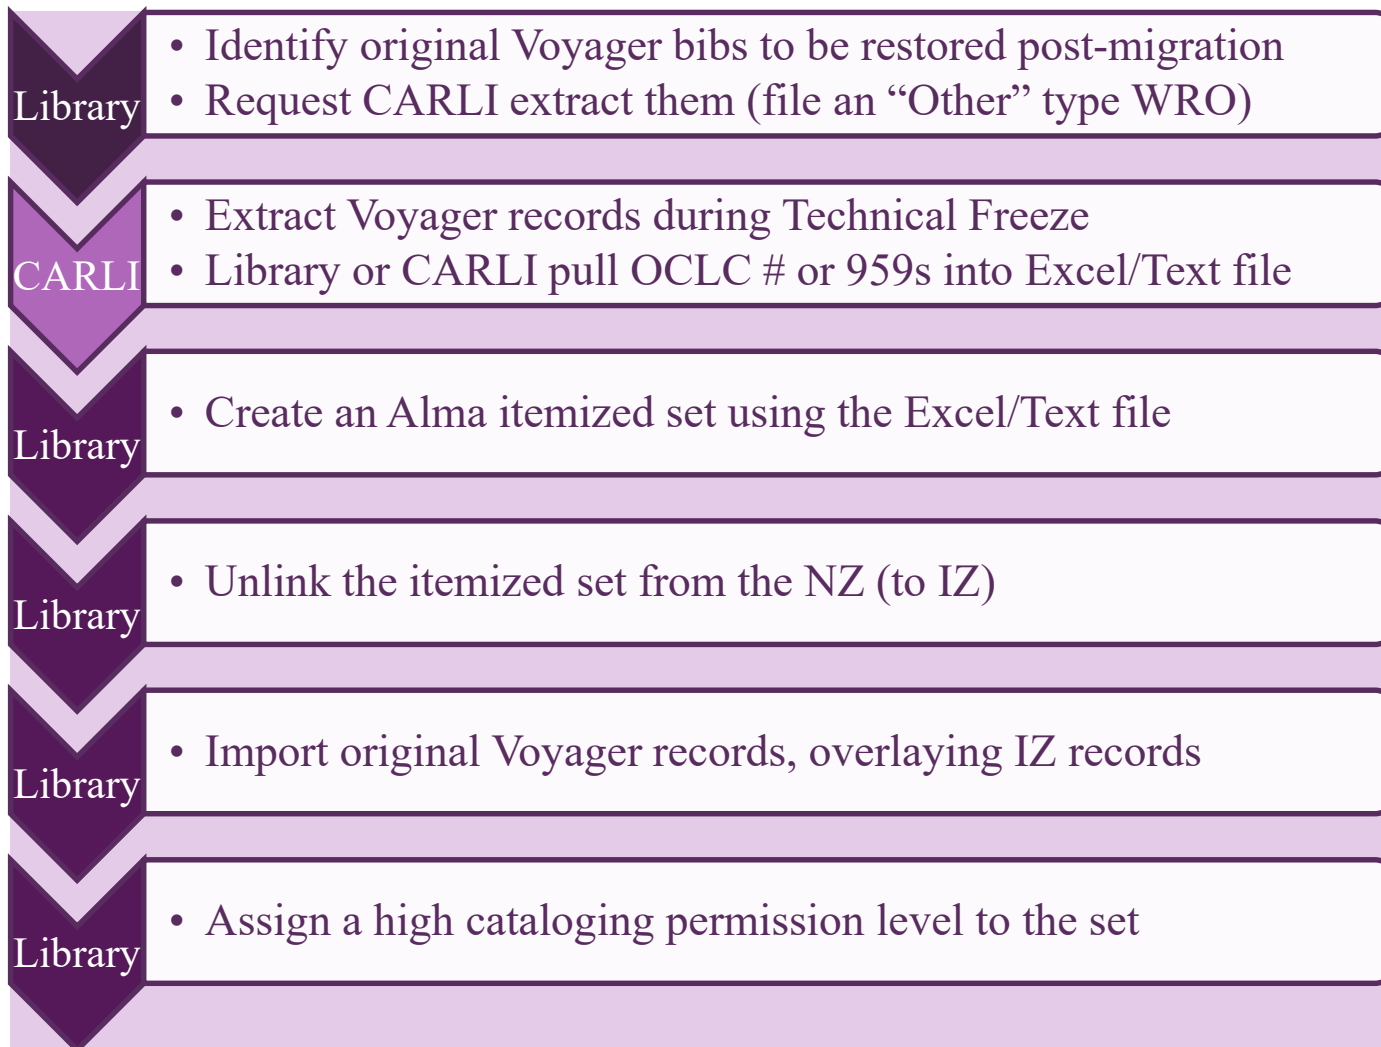 Library
• Identify original Voyager bibs to be restored post-migration
• Request CARLI extract them (file an “Other” type WRO)
CARLI
• Extract Voyager records during Technical Freeze
• Library or CARLI pull OCLC # or 959s into Excel/Text file
Library
• Create an Alma itemized set using the Excel/Text file
Library
• Unlink the itemized set from the NZ (to IZ)
Library
• Import original Voyager records, overlaying IZ records
Library
• Assign a high cataloging permission level to the set